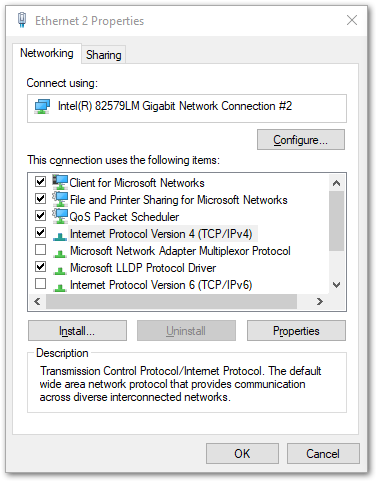 Ethernet 2 Properties
Networking
Sharing
Connect using:
Intel(R) 82579LM Gigabit Network Connection #2
Configure...
This connection uses the following items:
Client for Microsoft Networks
File and Printer Sharing for Microsoft Networks
QoS Packet Scheduler
Internet Protocol Version 4 (TCP/IPv4)
Microsoft Network Adapter Multiplexor Protocol
Microsoft LLDP Protocol Driver
Internet Protocol Version 6 (TCP/IPv6)
Install...
Uninstall
Properties
Description
Transmission Control Protocol/Internet Protocol. The default
wide area network protocol that provides communication
across diverse interconnected networks.
OK
Cancel